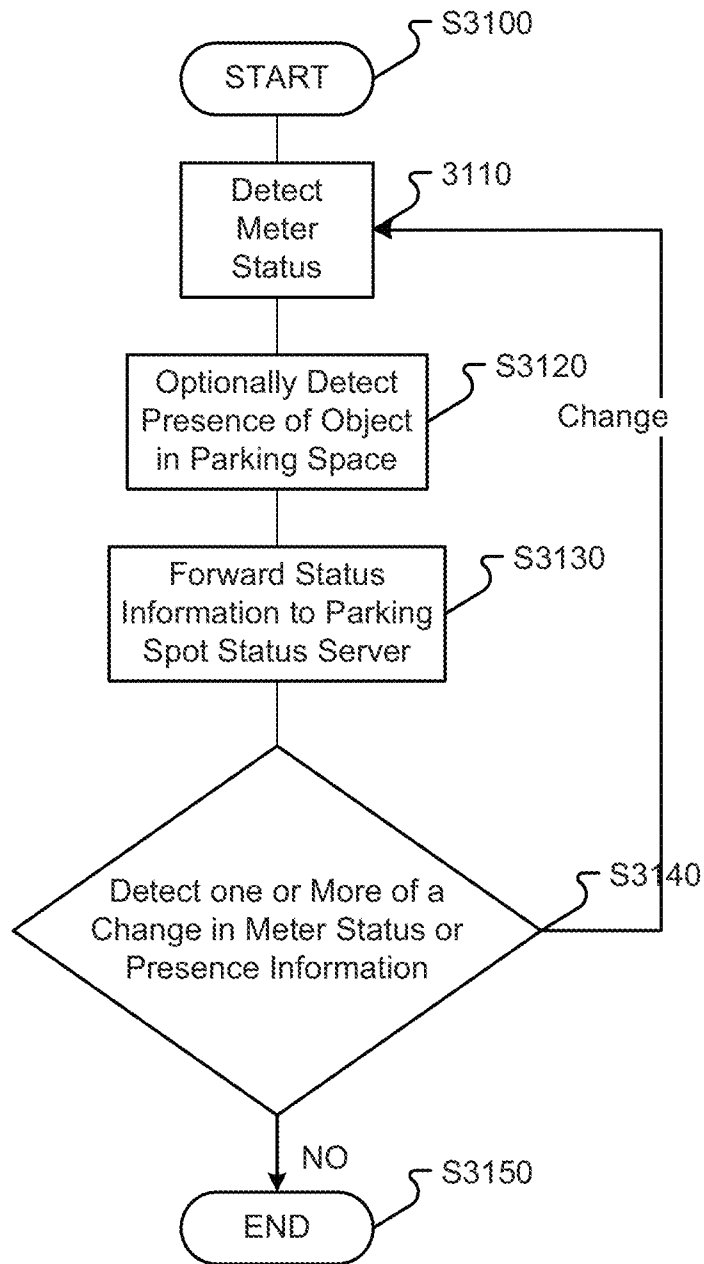 S3100
START
3110
Detect
Meter
Status
S3120
Optionally Detect
Presence of Object
in Parking Space
Change
S3130
Forward Status
Information to Parking
Spot Status Server
S3140
Detect one or More of a
Change in Meter Status or
Presence Information
NO
S3150
END